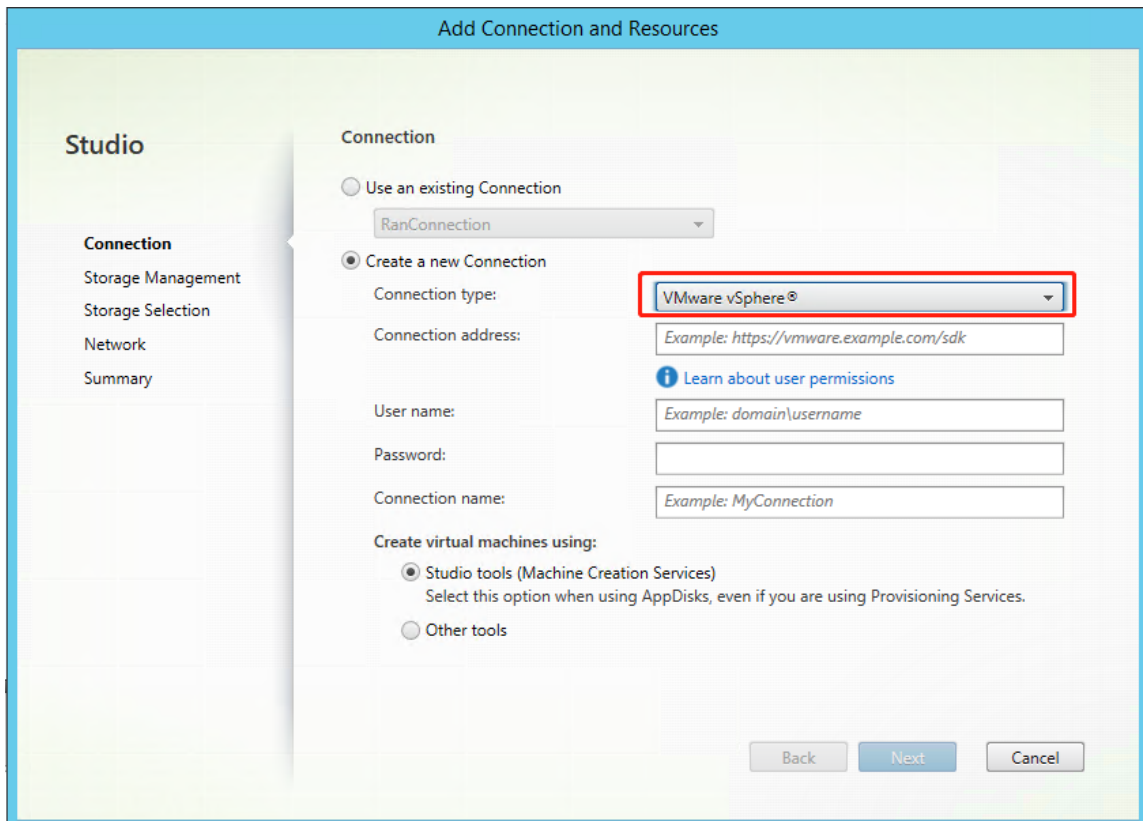 Add Connection and Resources
Studio
Connection
Storage Management
Storage Selection
Network
Summary
Connection
Use an existing Connection
RanConnection
Create a new Connection
Connection type:
VMware vSphere®
Connection address:
Example: https://vmware.example.com/sdk
Learn about user permissions
User name:
Example: domain\username
Password:
Connection name:
Example: MyConnection
Create virtual machines using:
Studio tools (Machine Creation Services)
Select this option when using AppDisks, even if you are using Provisioning Services.
Other tools
Back
Next
Cancel